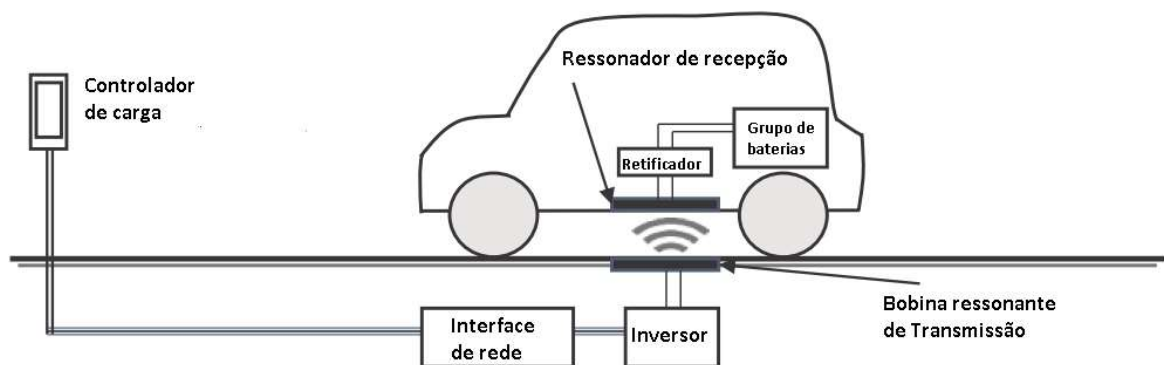 Ressonador de recepção
Controlador
de carga
Grupo de
baterias
Retificador
Bobina ressonante
de Transmissão
Interface
de rede
Inversor